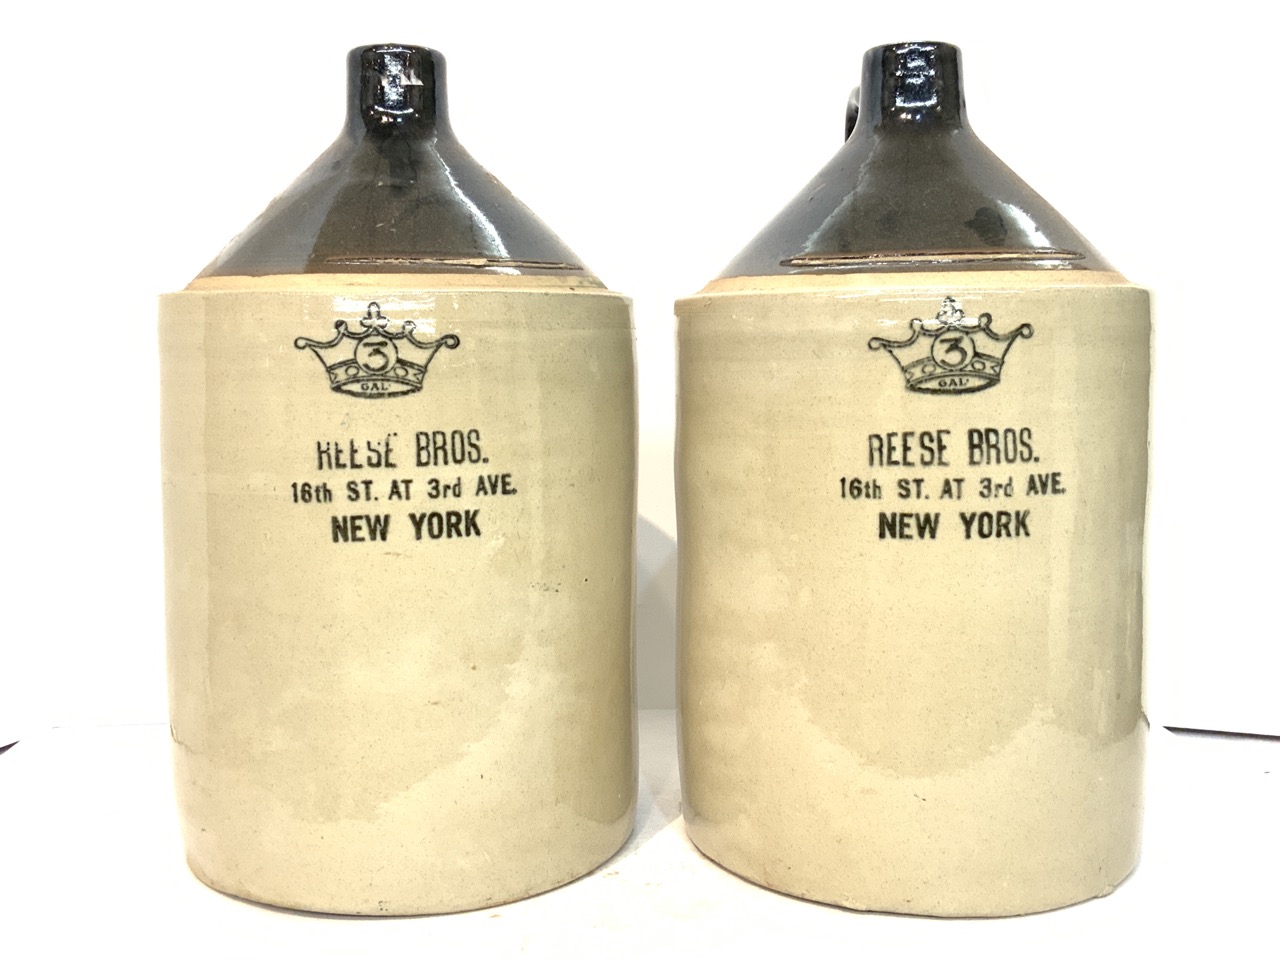 3
GAL'
REESE BROS.
16th ST. AT 3rd AVE.
NEW YORK
3
GAL'
REESE BROS.
16th ST. AT 3rd AVE.
NEW YORK